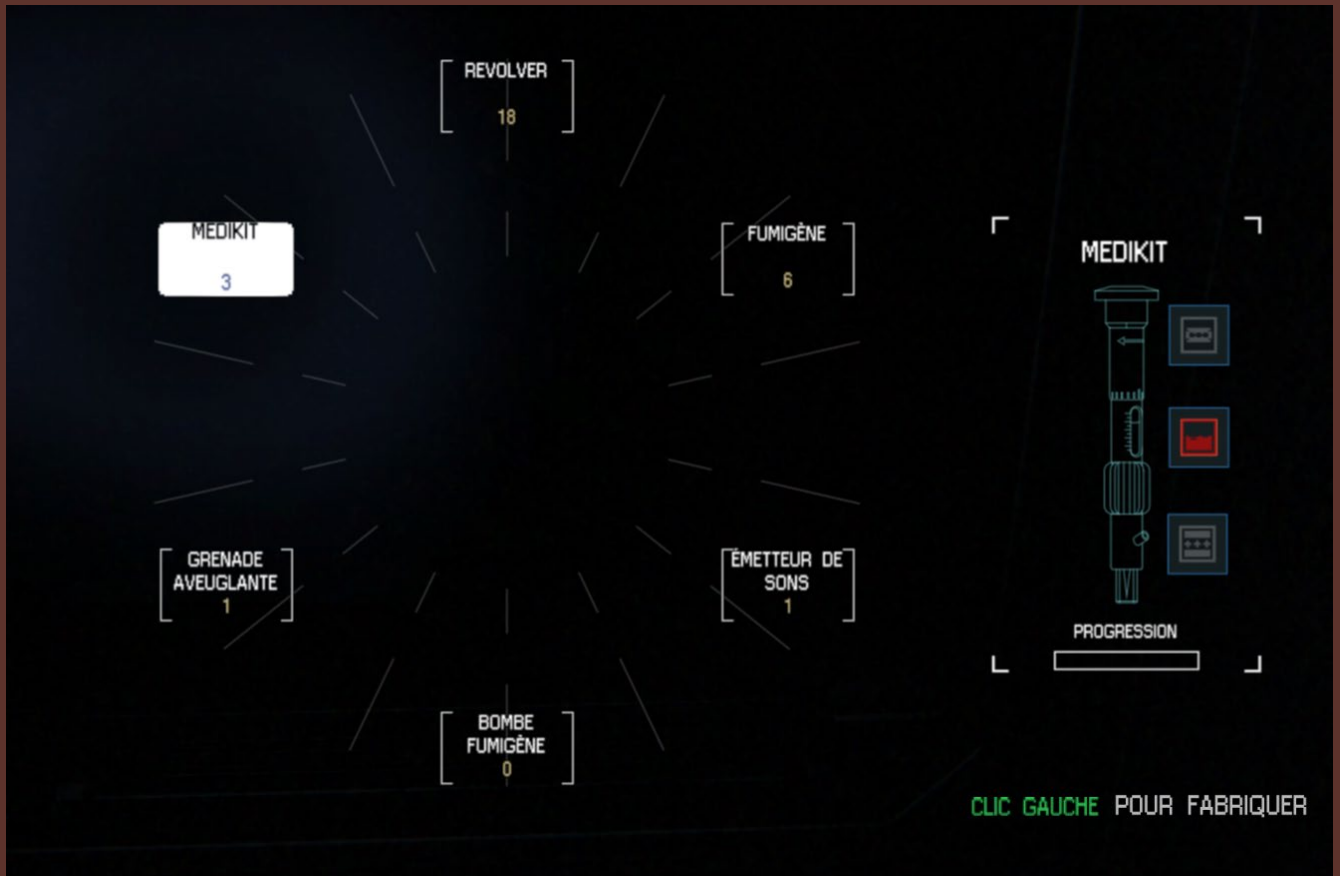 REVOLVER
18
MEDIKIT
3
FUMIGÈNE
6
GRENADE
AVEUGLANTE
1
ÉMETTEUR DE
SONS
1
BOMBE
FUMIGÈNE
0
MEDIKIT
PROGRESSION
CLIC GAUCHE POUR FABRIQUER